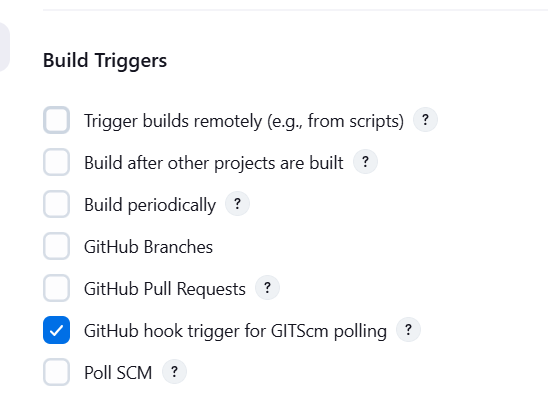 Build Triggers
Trigger builds remotely (e.g., from scripts) ?
Build after other projects are built ?
Build periodically ?
GitHub Branches
GitHub Pull Requests ?
GitHub hook trigger for GITScm polling ?
Poll SCM ?